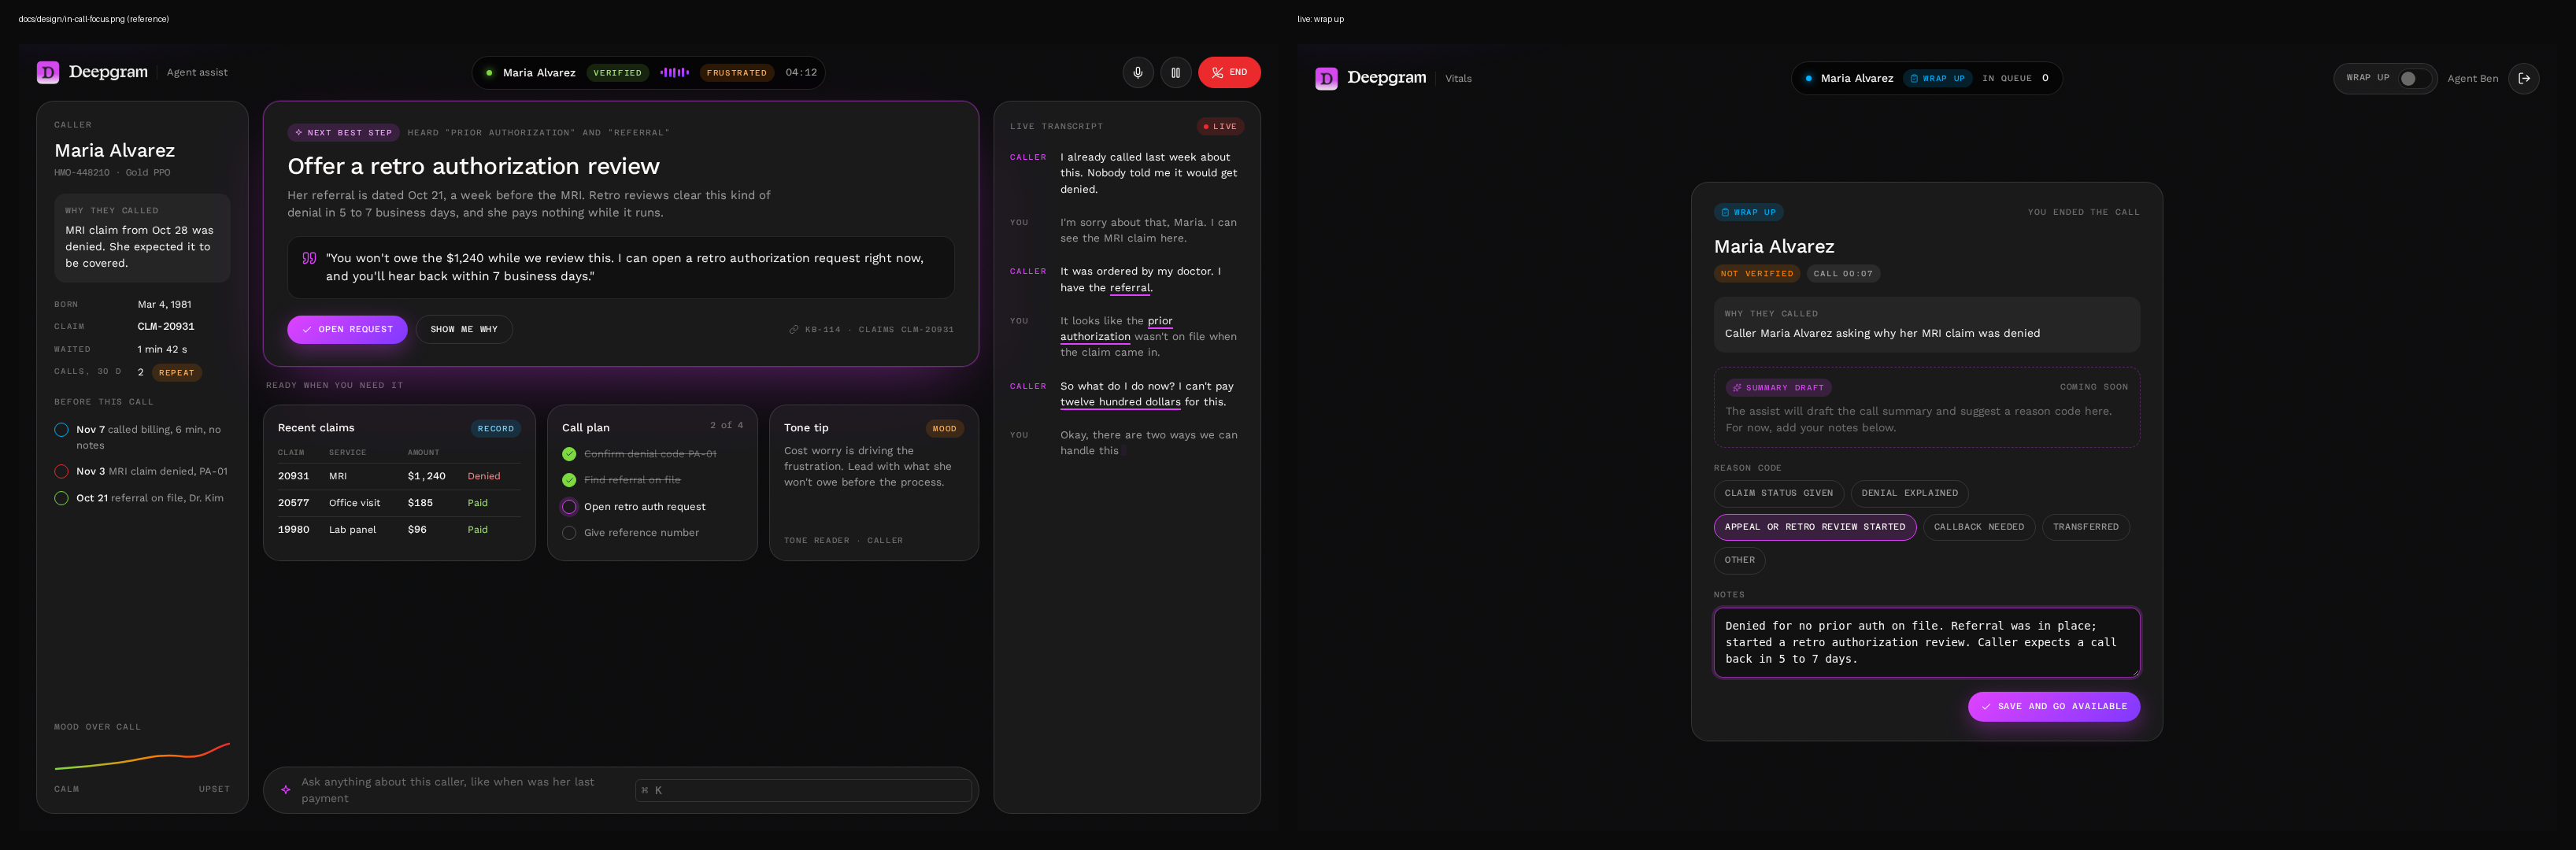 docs/design/in-call-focus.png (reference)
D Deepgram Agent assist
Maria Alvarez VERIFIED FRUSTRATED 04:12
END
CALLER
Maria Alvarez
HMO-448210 · Gold PPO
WHY THEY CALLED
MRI claim from Oct 28 was
denied. She expected it to
be covered.
BORN Mar 4, 1981
CLAIM CLM-20931
WAITED 1 min 42 s
CALLS, 30 D 2 REPEAT
BEFORE THIS CALL
Nov 7 called billing, 6 min, no
notes
Nov 3 MRI claim denied, PA-01
Oct 21 referral on file, Dr. Kim
MOOD OVER CALL
CALM UPSET
NEXT BEST STEP HEARD "PRIOR AUTHORIZATION" AND "REFERRAL"
Offer a retro authorization review
Her referral is dated Oct 21, a week before the MRI. Retro reviews clear this kind of
denial in 5 to 7 business days, and she pays nothing while it runs.
"You won't owe the $1,240 while we review this. I can open a retro authorization request right now,
and you'll hear back within 7 business days."
OPEN REQUEST SHOW ME WHY KB-114 · CLAIMS CLM-20931
READY WHEN YOU NEED IT
Recent claims RECORD
CLAIM SERVICE AMOUNT
20931 MRI $1,240 Denied
20577 Office visit $185 Paid
19980 Lab panel $96 Paid
Call plan 2 of 4
Confirm denial code PA-01
Find referral on file
Open retro auth request
Give reference number
Tone tip MOOD
Cost worry is driving the
frustration. Lead with what she
won't owe before the process.
TONE READER · CALLER
Ask anything about this caller, like when was her last
payment
⌘ K
LIVE TRANSCRIPT LIVE
CALLER I already called last week about
this. Nobody told me it would get
denied.
YOU I'm sorry about that, Maria. I can
see the MRI claim here.
CALLER It was ordered by my doctor. I
have the referral.
YOU It looks like the prior
authorization wasn't on file when
the claim came in.
CALLER So what do I do now? I can't pay
twelve hundred dollars for this.
YOU Okay, there are two ways we can
handle this
live: wrap up
D Deepgram Vitals
Maria Alvarez WRAP UP IN QUEUE 0
WRAP UP Agent Ben
WRAP UP YOU ENDED THE CALL
Maria Alvarez
NOT VERIFIED CALL 00:07
WHY THEY CALLED
Caller Maria Alvarez asking why her MRI claim was denied
SUMMARY DRAFT COMING SOON
The assist will draft the call summary and suggest a reason code here.
For now, add your notes below.
REASON CODE
CLAIM STATUS GIVEN DENIAL EXPLAINED
APPEAL OR RETRO REVIEW STARTED CALLBACK NEEDED TRANSFERRED
OTHER
NOTES
Denied for no prior auth on file. Referral was in place;
started a retro authorization review. Caller expects a call
back in 5 to 7 days.
SAVE AND GO AVAILABLE